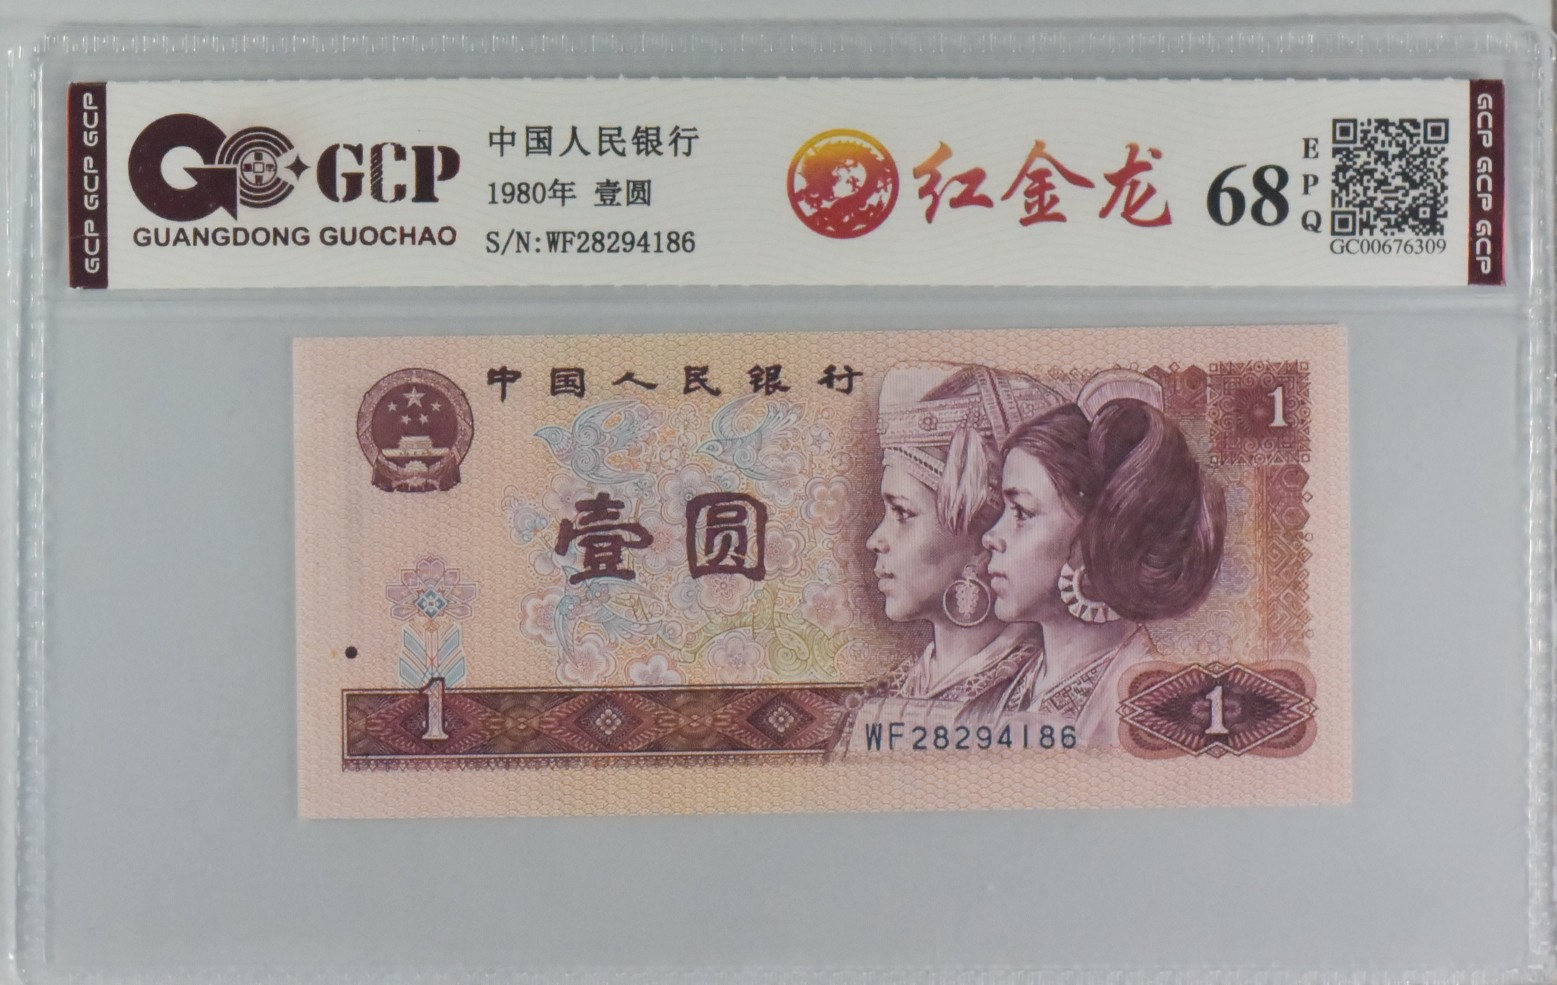 GCP GCP GCP
GCP
GUANGDONG GUOCHAO
中国人民银行
1980年 壹圆
S/N:WF28294186
红金龙
68
EPQ
GC00676309
GCP GCP GCP
中国人民银行
1
壹圆
1
WF28294186
1